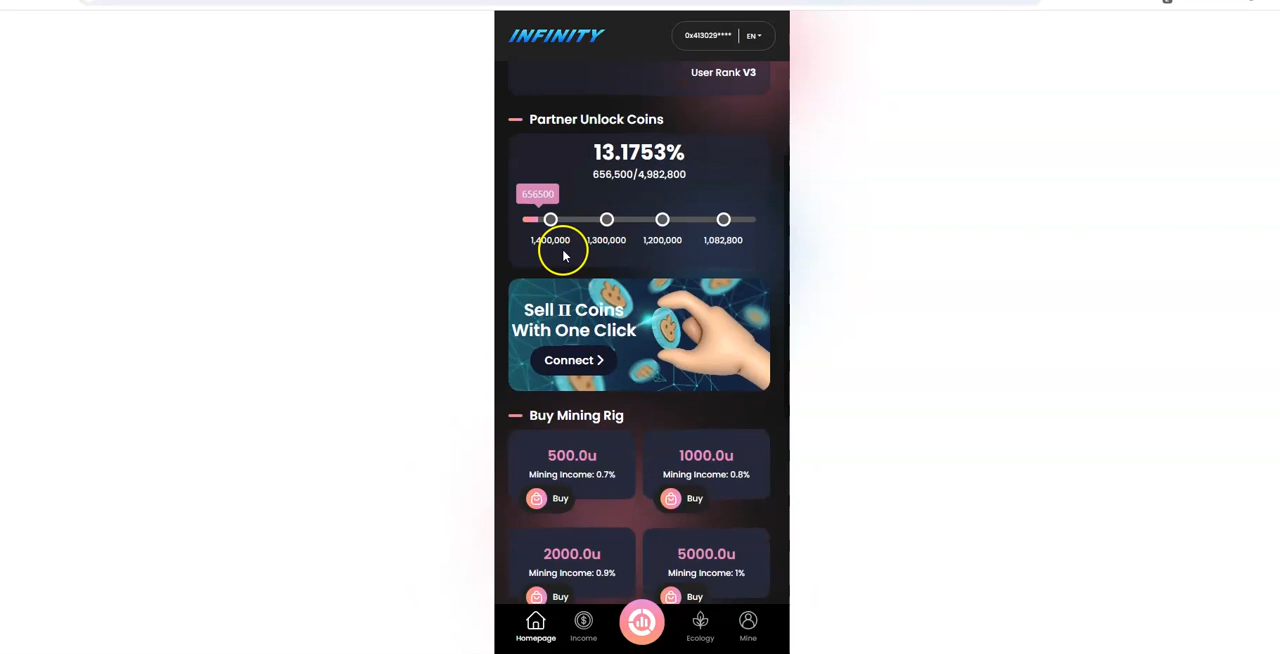 INFINITY
0x413029**** EN
User Rank V3
Partner Unlock Coins
13.1753%
656,500/4,982,800
656500
1,400,000 1,300,000 1,200,000 1,082,800
Sell II Coins
With One Click
Connect
Buy Mining Rig
500.0u 1000.0u
Mining Income: 0.7% Mining Income: 0.8%
Buy Buy
2000.0u 5000.0u
Mining Income: 0.9% Mining Income: 1%
Buy Buy
Homepage Income Ecology Mine